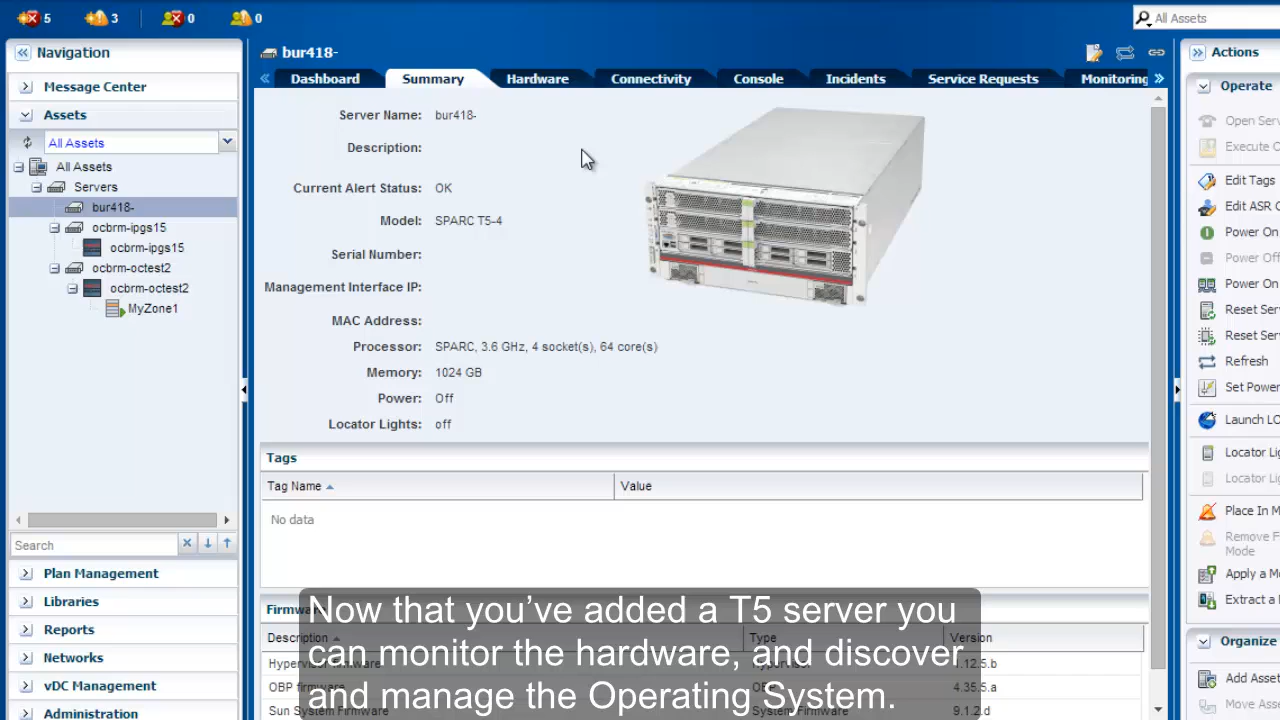 5 3 0 0
All Assets
Navigation
Message Center
Assets
All Assets
All Assets
Servers
bur418-
ocbrm-ipgs15
ocbrm-ipgs15
ocbrm-octest2
ocbrm-octest2
MyZone1
Search
Plan Management
Libraries
Reports
Networks
vDC Management
Administration
bur418-
Dashboard Summary Hardware Connectivity Console Incidents Service Requests Monitoring
Server Name: bur418-
Description:
Current Alert Status: OK
Model: SPARC T5-4
Serial Number:
Management Interface IP:
MAC Address:
Processor: SPARC, 3.6 GHz, 4 socket(s), 64 core(s)
Memory: 1024 GB
Power: Off
Locator Lights: off
Tags
Tag Name Value
No data
Firmw
Description Type Version
Hypervisor firmware Hypervisor 1.12.5.b
OBP firmware OBP 4.35.5.a
Sun System Firmware System Firmware 9.1.2.d
Now that you’ve added a T5 server you
can monitor the hardware, and discover
and manage the Operating System.
Actions
Operate
Open Serv
Execute O
Edit Tags
Edit ASR C
Power On
Power Off
Power On
Reset Serv
Reset Serv
Refresh
Set Power
Launch LO
Locator Lig
Locator Lig
Place In M
Remove F
Mode
Apply a Mo
Extract a M
Organize
Add Asset
Move Asse